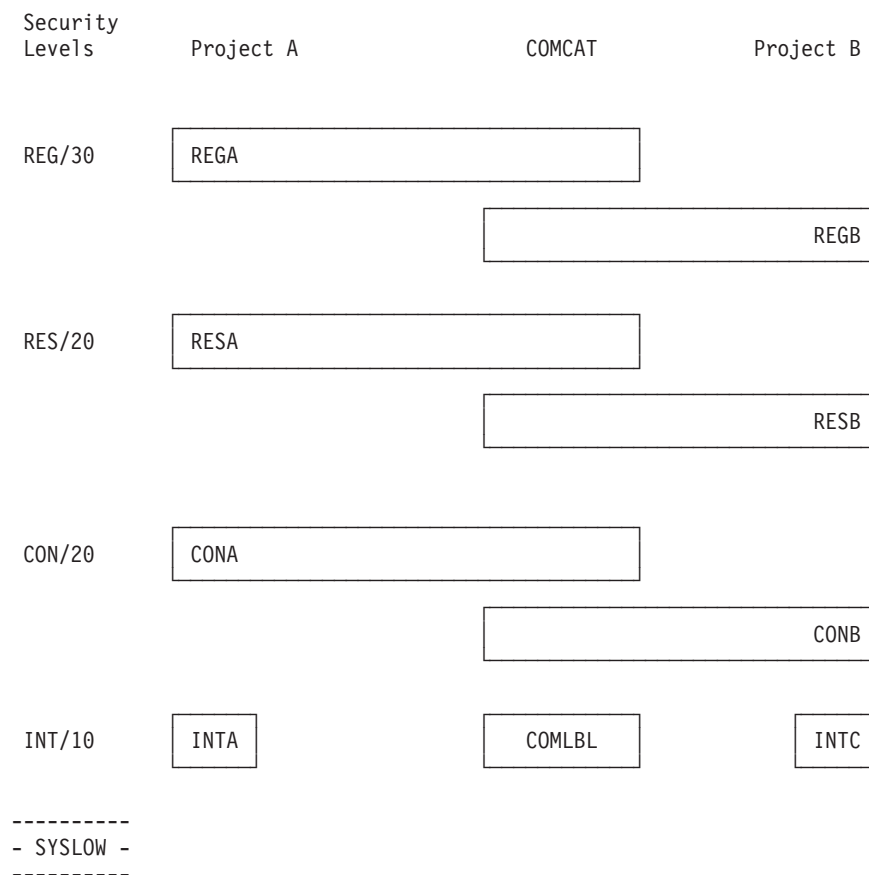 Security
Levels Project A COMCAT Project B
REG/30 REGA
REGB
RES/20 RESA
RESB
CON/20 CONA
CONB
INT/10 INTA COMLBL INTC
----------
- SYSLOW -
----------